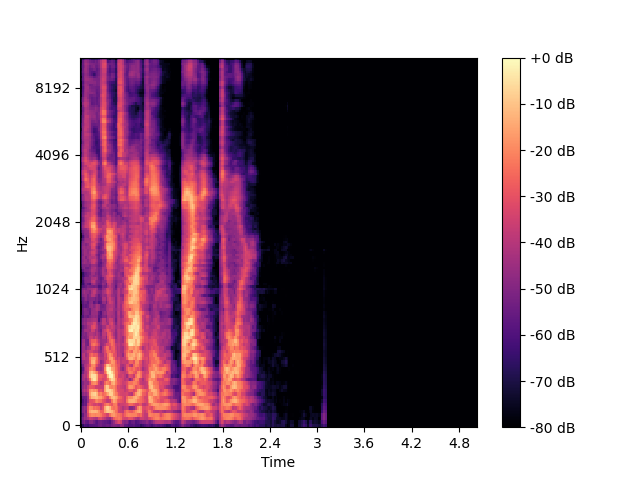 +0 dB
8192
-10 dB
4096
-20 dB
-30 dB
2048
-40 dB
Hz
1024
-50 dB
512
-60 dB
-70 dB
0
-80 dB
0 0.6 1.2 1.8 2.4 3 3.6 4.2 4.8
Time